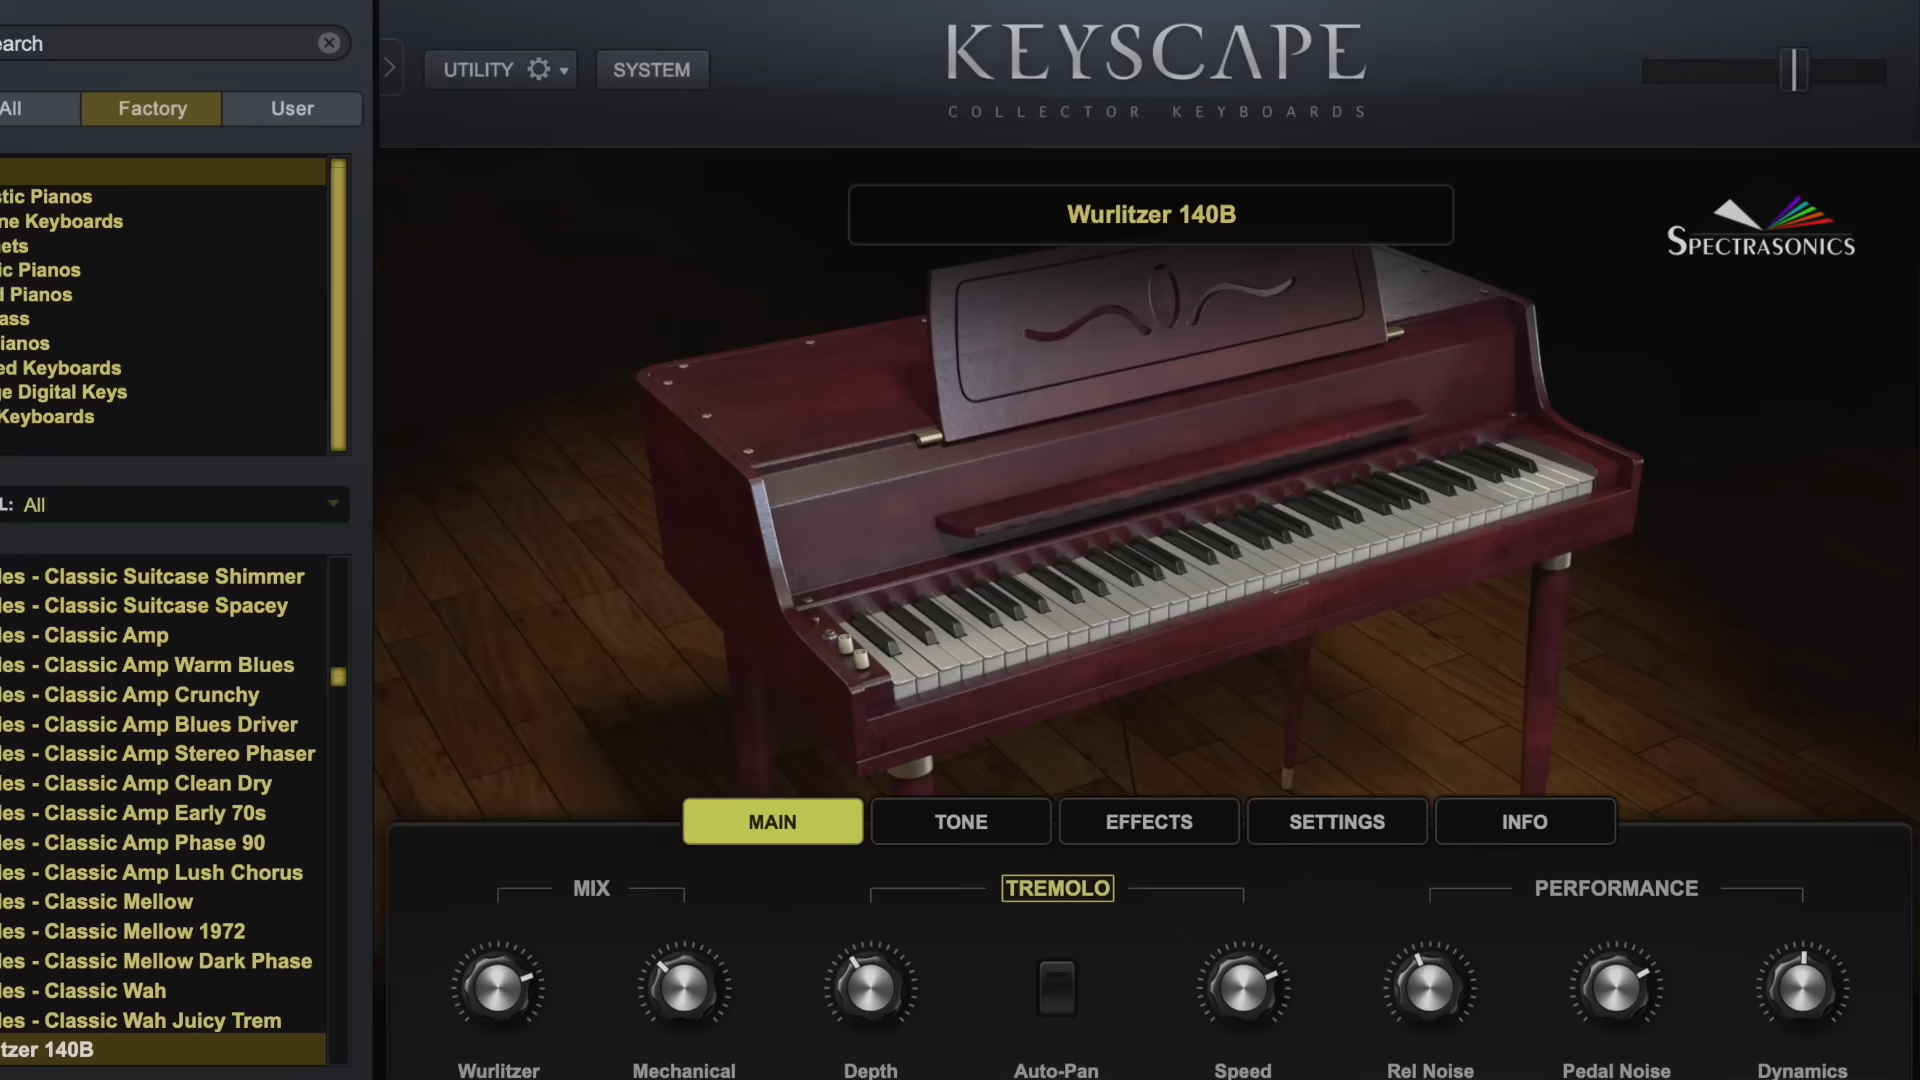 earch
UTILITY
SYSTEM
KEYSCAPE
COLLECTOR KEYBOARDS
All
Factory
User
Wurlitzer 140B
SPECTRASONICS
tic Pianos
ne Keyboards
ets
ic Pianos
d Pianos
ass
ianos
ed Keyboards
ge Digital Keys
Keyboards
L: All
les - Classic Suitcase Shimmer
les - Classic Suitcase Spacey
les - Classic Amp
les - Classic Amp Warm Blues
les - Classic Amp Crunchy
les - Classic Amp Blues Driver
les - Classic Amp Stereo Phaser
les - Classic Amp Clean Dry
les - Classic Amp Early 70s
les - Classic Amp Phase 90
les - Classic Amp Lush Chorus
les - Classic Mellow
les - Classic Mellow 1972
les - Classic Mellow Dark Phase
les - Classic Wah
les - Classic Wah Juicy Trem
tzer 140B
MAIN
TONE
EFFECTS
SETTINGS
INFO
MIX
TREMOLO
PERFORMANCE
Wurlitzer
Mechanical
Depth
Auto-Pan
Speed
Rel Noise
Pedal Noise
Dynamics